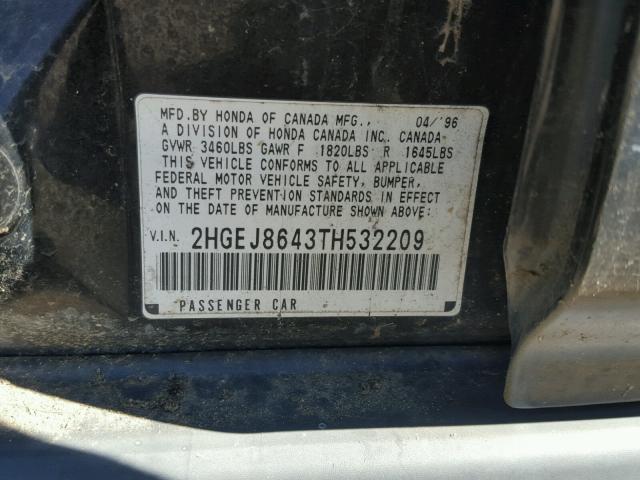 MFD.BY HONDA OF CANADA MFG., 04/'96
A DIVISION OF HONDA CANADA INC. CANADA
GVWR 3460LBS GAWR F 1820LBS R 1645LBS
THIS VEHICLE CONFORMS TO ALL APPLICABLE
FEDERAL MOTOR VEHICLE SAFETY, BUMPER,
AND THEFT PREVENTION STANDARDS IN EFFECT
ON THE DATE OF MANUFACTURE SHOWN ABOVE:
V.I.N. 2HGEJ8643TH532209
PASSENGER CAR